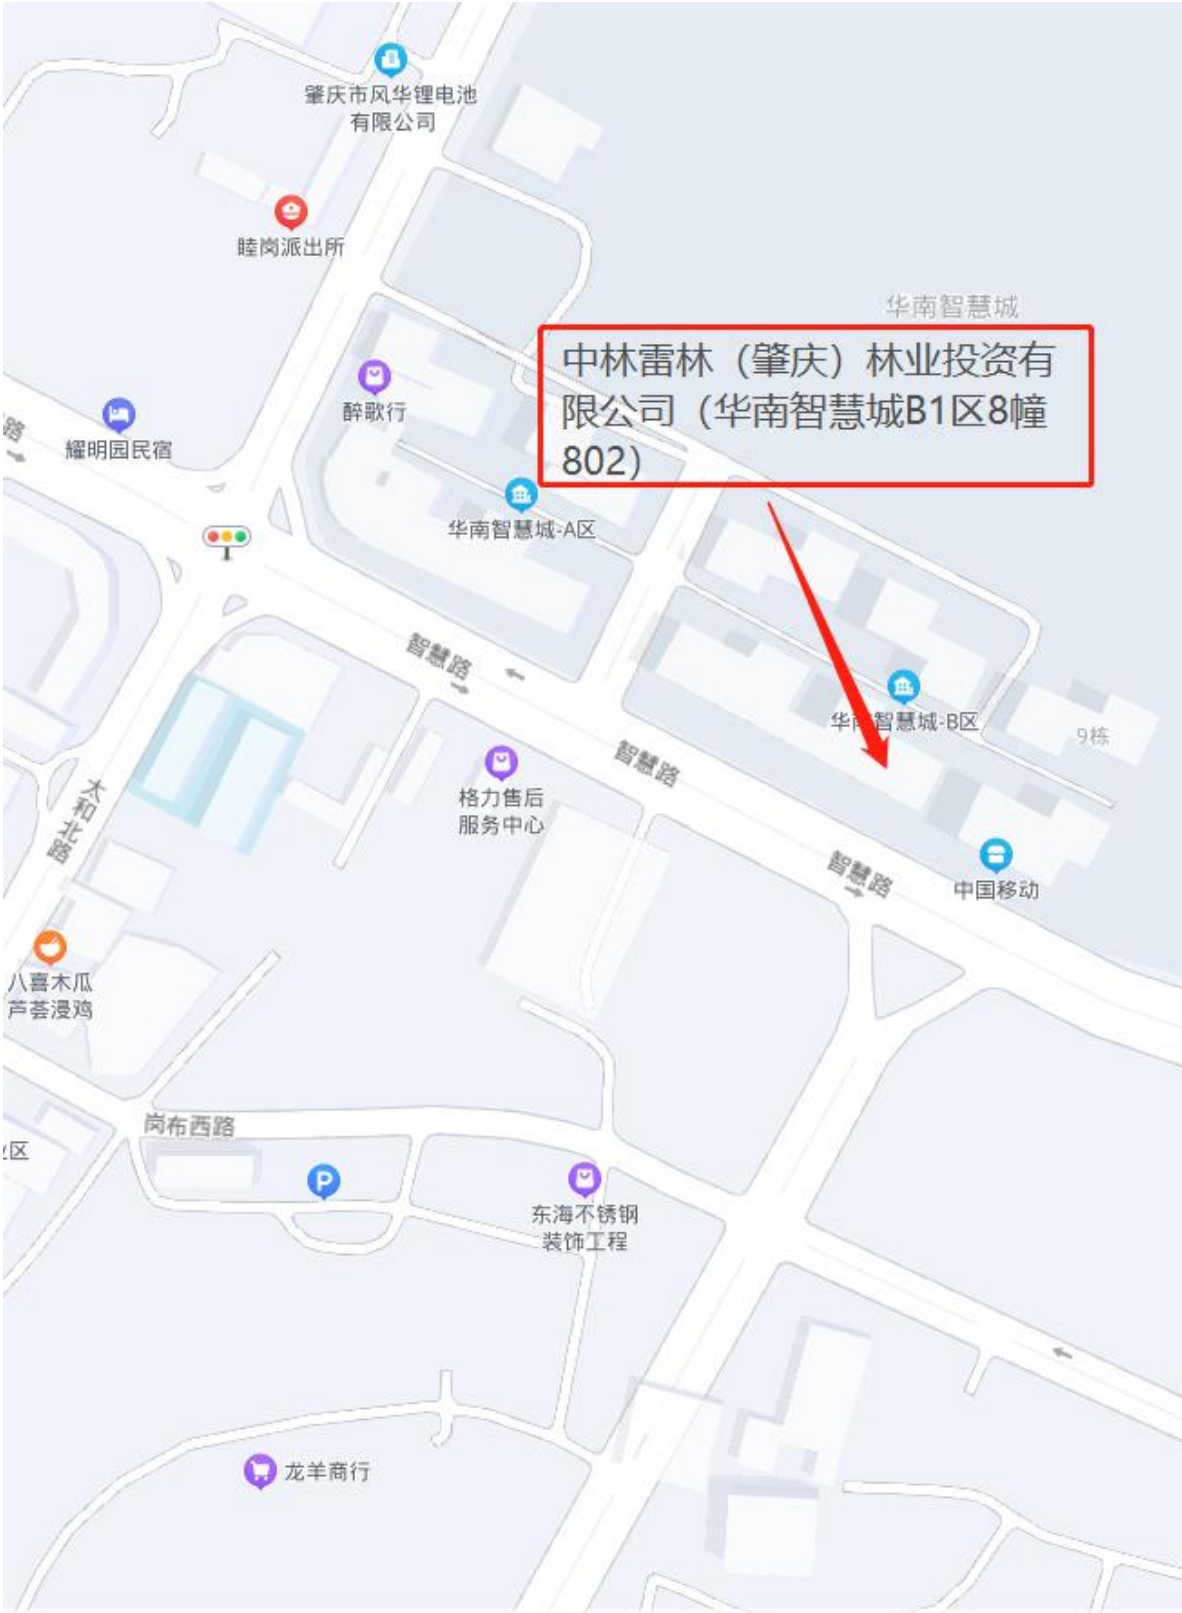 肇庆市风华锂电池
有限公司
睦岗派出所
华南智慧城
中林雷林（肇庆）林业投资有
限公司（华南智慧城B1区8幢
802）
醉歌行
路
耀明园民宿
华南智慧城-A区
智慧路
华南智慧城-B区
9栋
智慧路
格力售后
服务中心
太和北路
智慧路
中国移动
八喜木瓜
芦荟浸鸡
岗布西路
区
P
东海不锈钢
装饰工程
龙羊商行